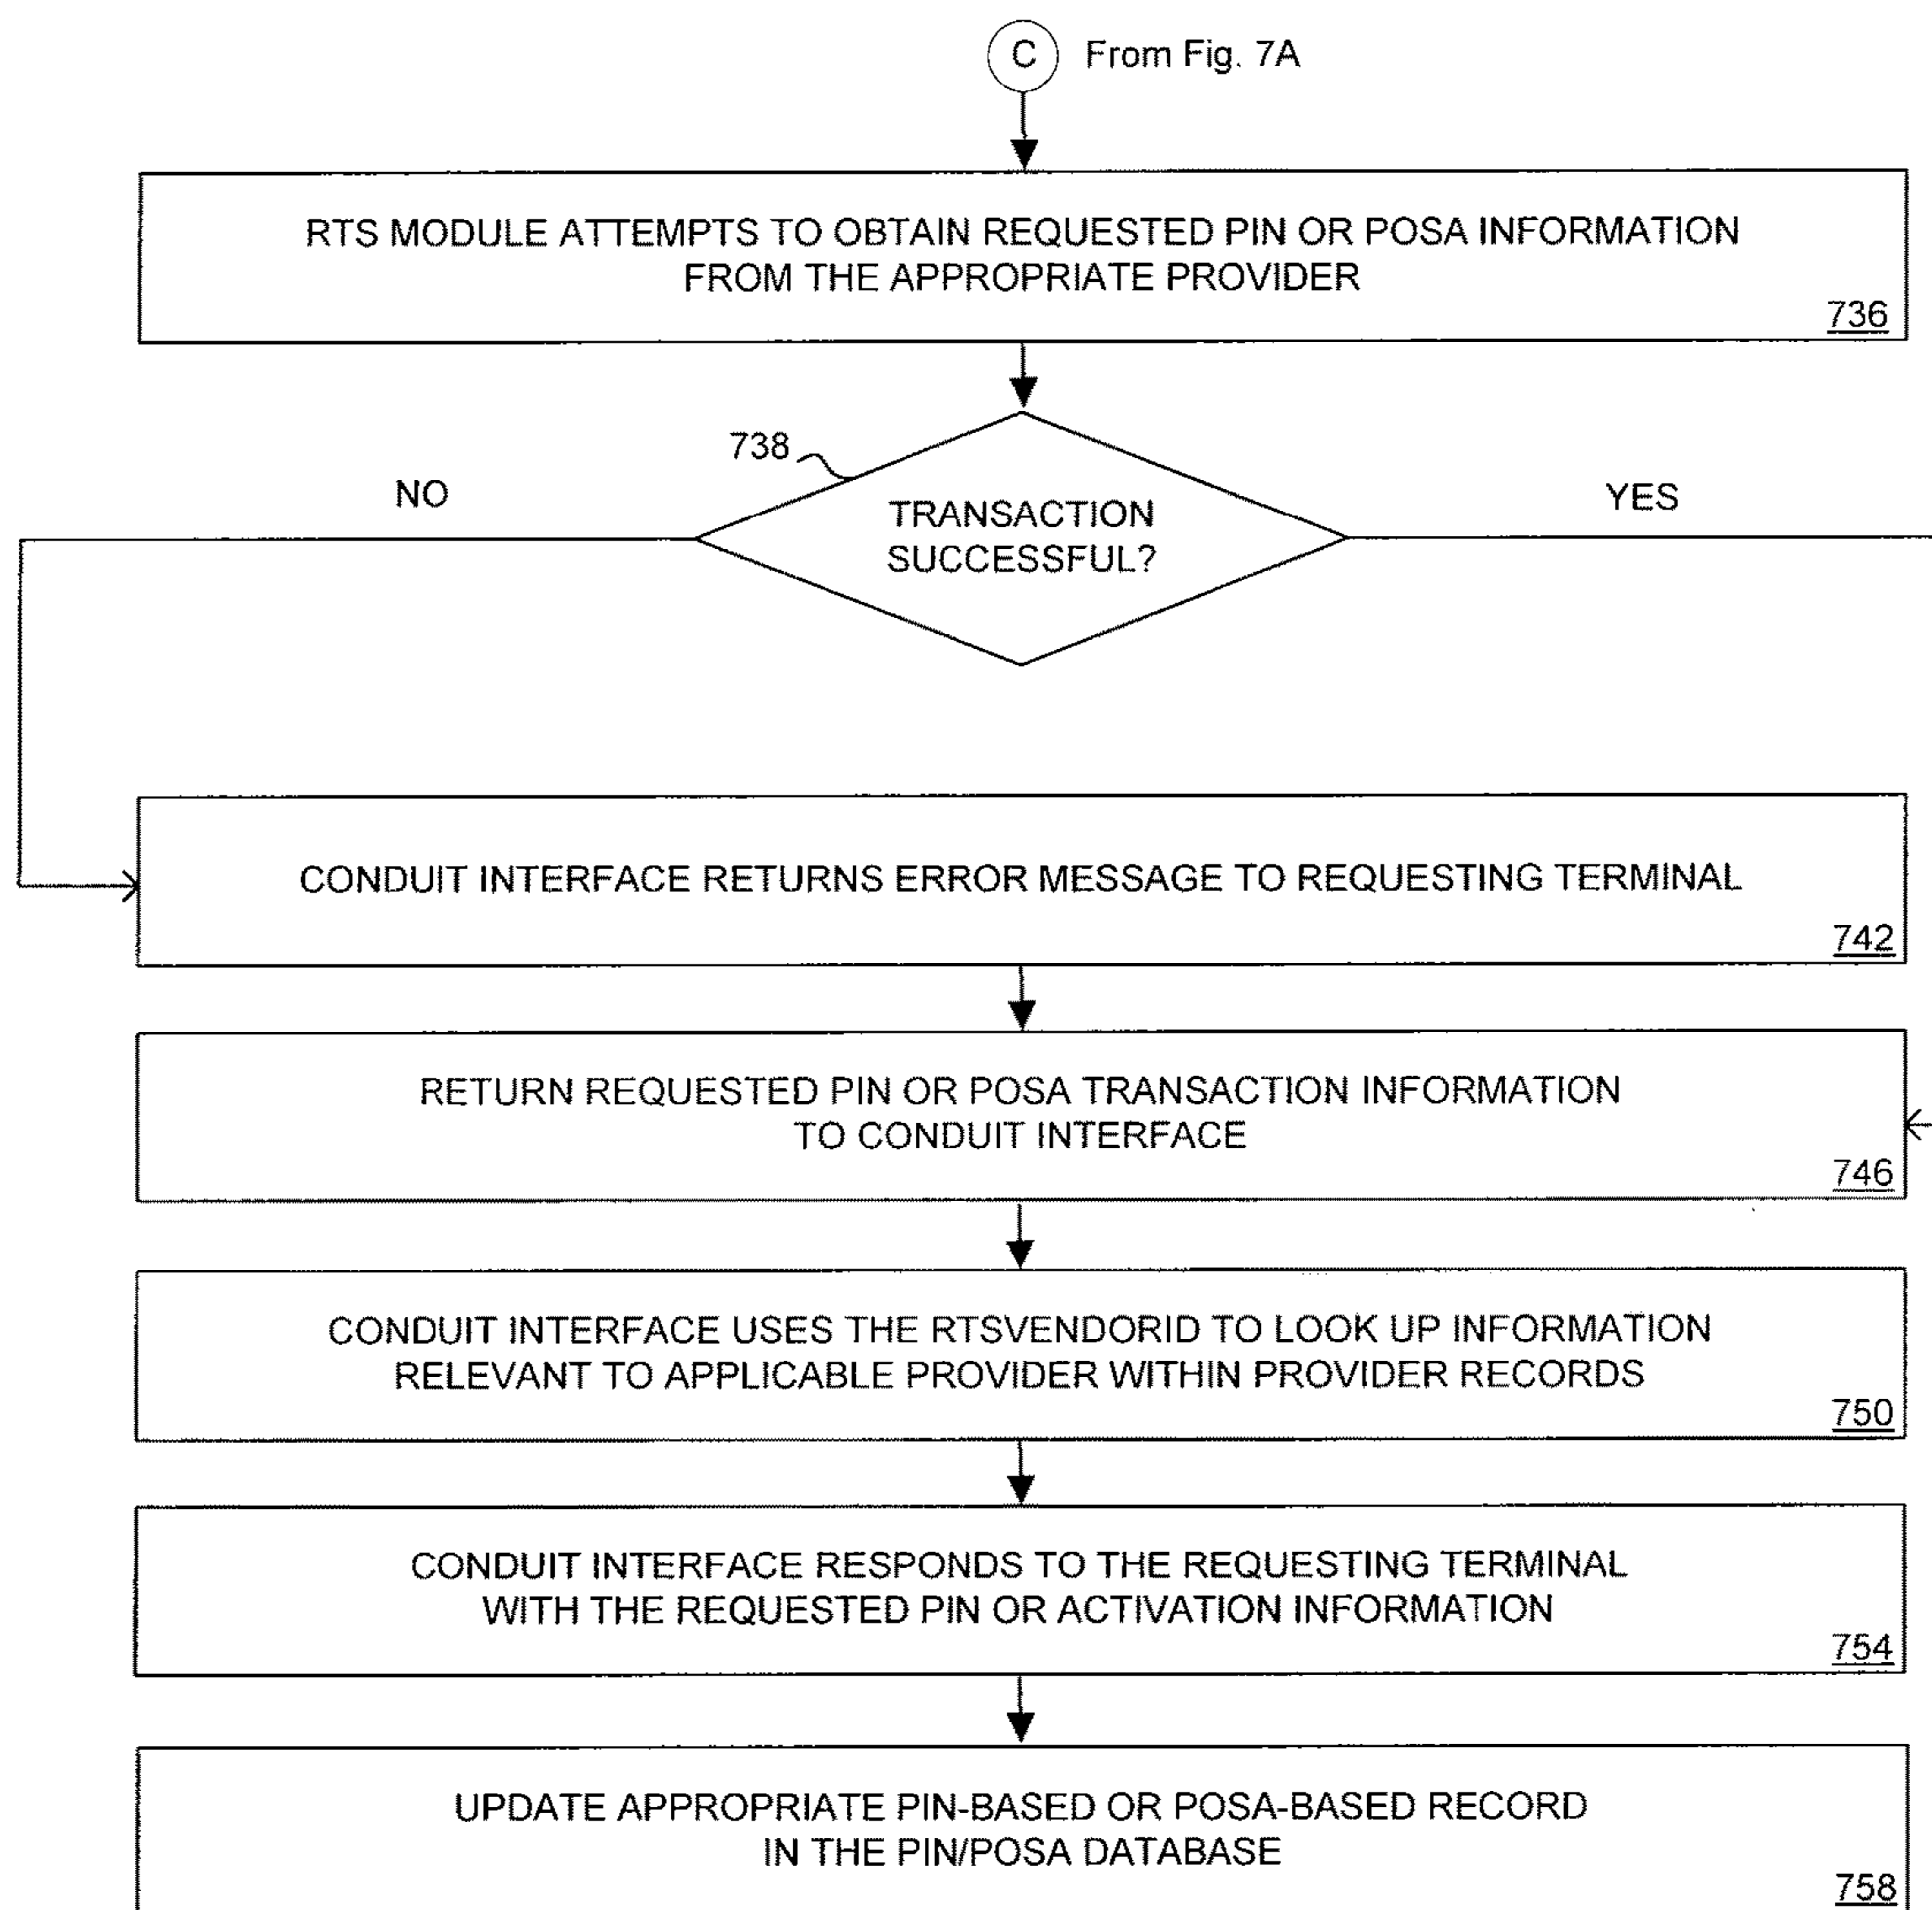 C From Fig. 7A
RTS MODULE ATTEMPTS TO OBTAIN REQUESTED PIN OR POSA INFORMATION
FROM THE APPROPRIATE PROVIDER
736
738
NO
YES
TRANSACTION
SUCCESSFUL?
CONDUIT INTERFACE RETURNS ERROR MESSAGE TO REQUESTING TERMINAL
742
RETURN REQUESTED PIN OR POSA TRANSACTION INFORMATION
TO CONDUIT INTERFACE
746
CONDUIT INTERFACE USES THE RTSVENDORID TO LOOK UP INFORMATION
RELEVANT TO APPLICABLE PROVIDER WITHIN PROVIDER RECORDS
750
CONDUIT INTERFACE RESPONDS TO THE REQUESTING TERMINAL
WITH THE REQUESTED PIN OR ACTIVATION INFORMATION
754
UPDATE APPROPRIATE PIN-BASED OR POSA-BASED RECORD
IN THE PIN/POSA DATABASE
758